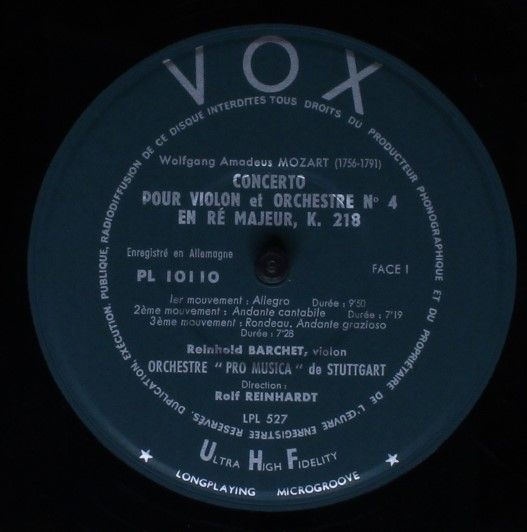 VOX
DUPLICATION EXÉCUTION, PUBLIQUE, RADIODIFFUSION DE CE DISQUE INTERDITES TOUS DROITS DU PRODUCTEUR PHONOGRAPHIQUE ET DU PROPRIÉTAIRE DE L'ŒUVRE ENREGISTREE RESERVÉS.
Wolfgang Amadeus MOZART (1756-1791)
CONCERTO
POUR VIOLON et ORCHESTRE Nº 4
EN RÉ MAJEUR, K. 218
Enregistré en Allemagne
PL 10110
FACE I
1er mouvement : Allegro Durée : 9'50
2ème mouvement : Andante cantabile Durée : 7'19
3ème mouvement : Rondeau, Andante grazioso
Durée : 7'28
Reinhold BARCHET, violon
ORCHESTRE " PRO MUSICA " de STUTTGART
Direction :
Rolf REINHARDT
LPL 527
ULTRA HIGH FIDELITY
★ LONGPLAYING MICROGROOVE ★